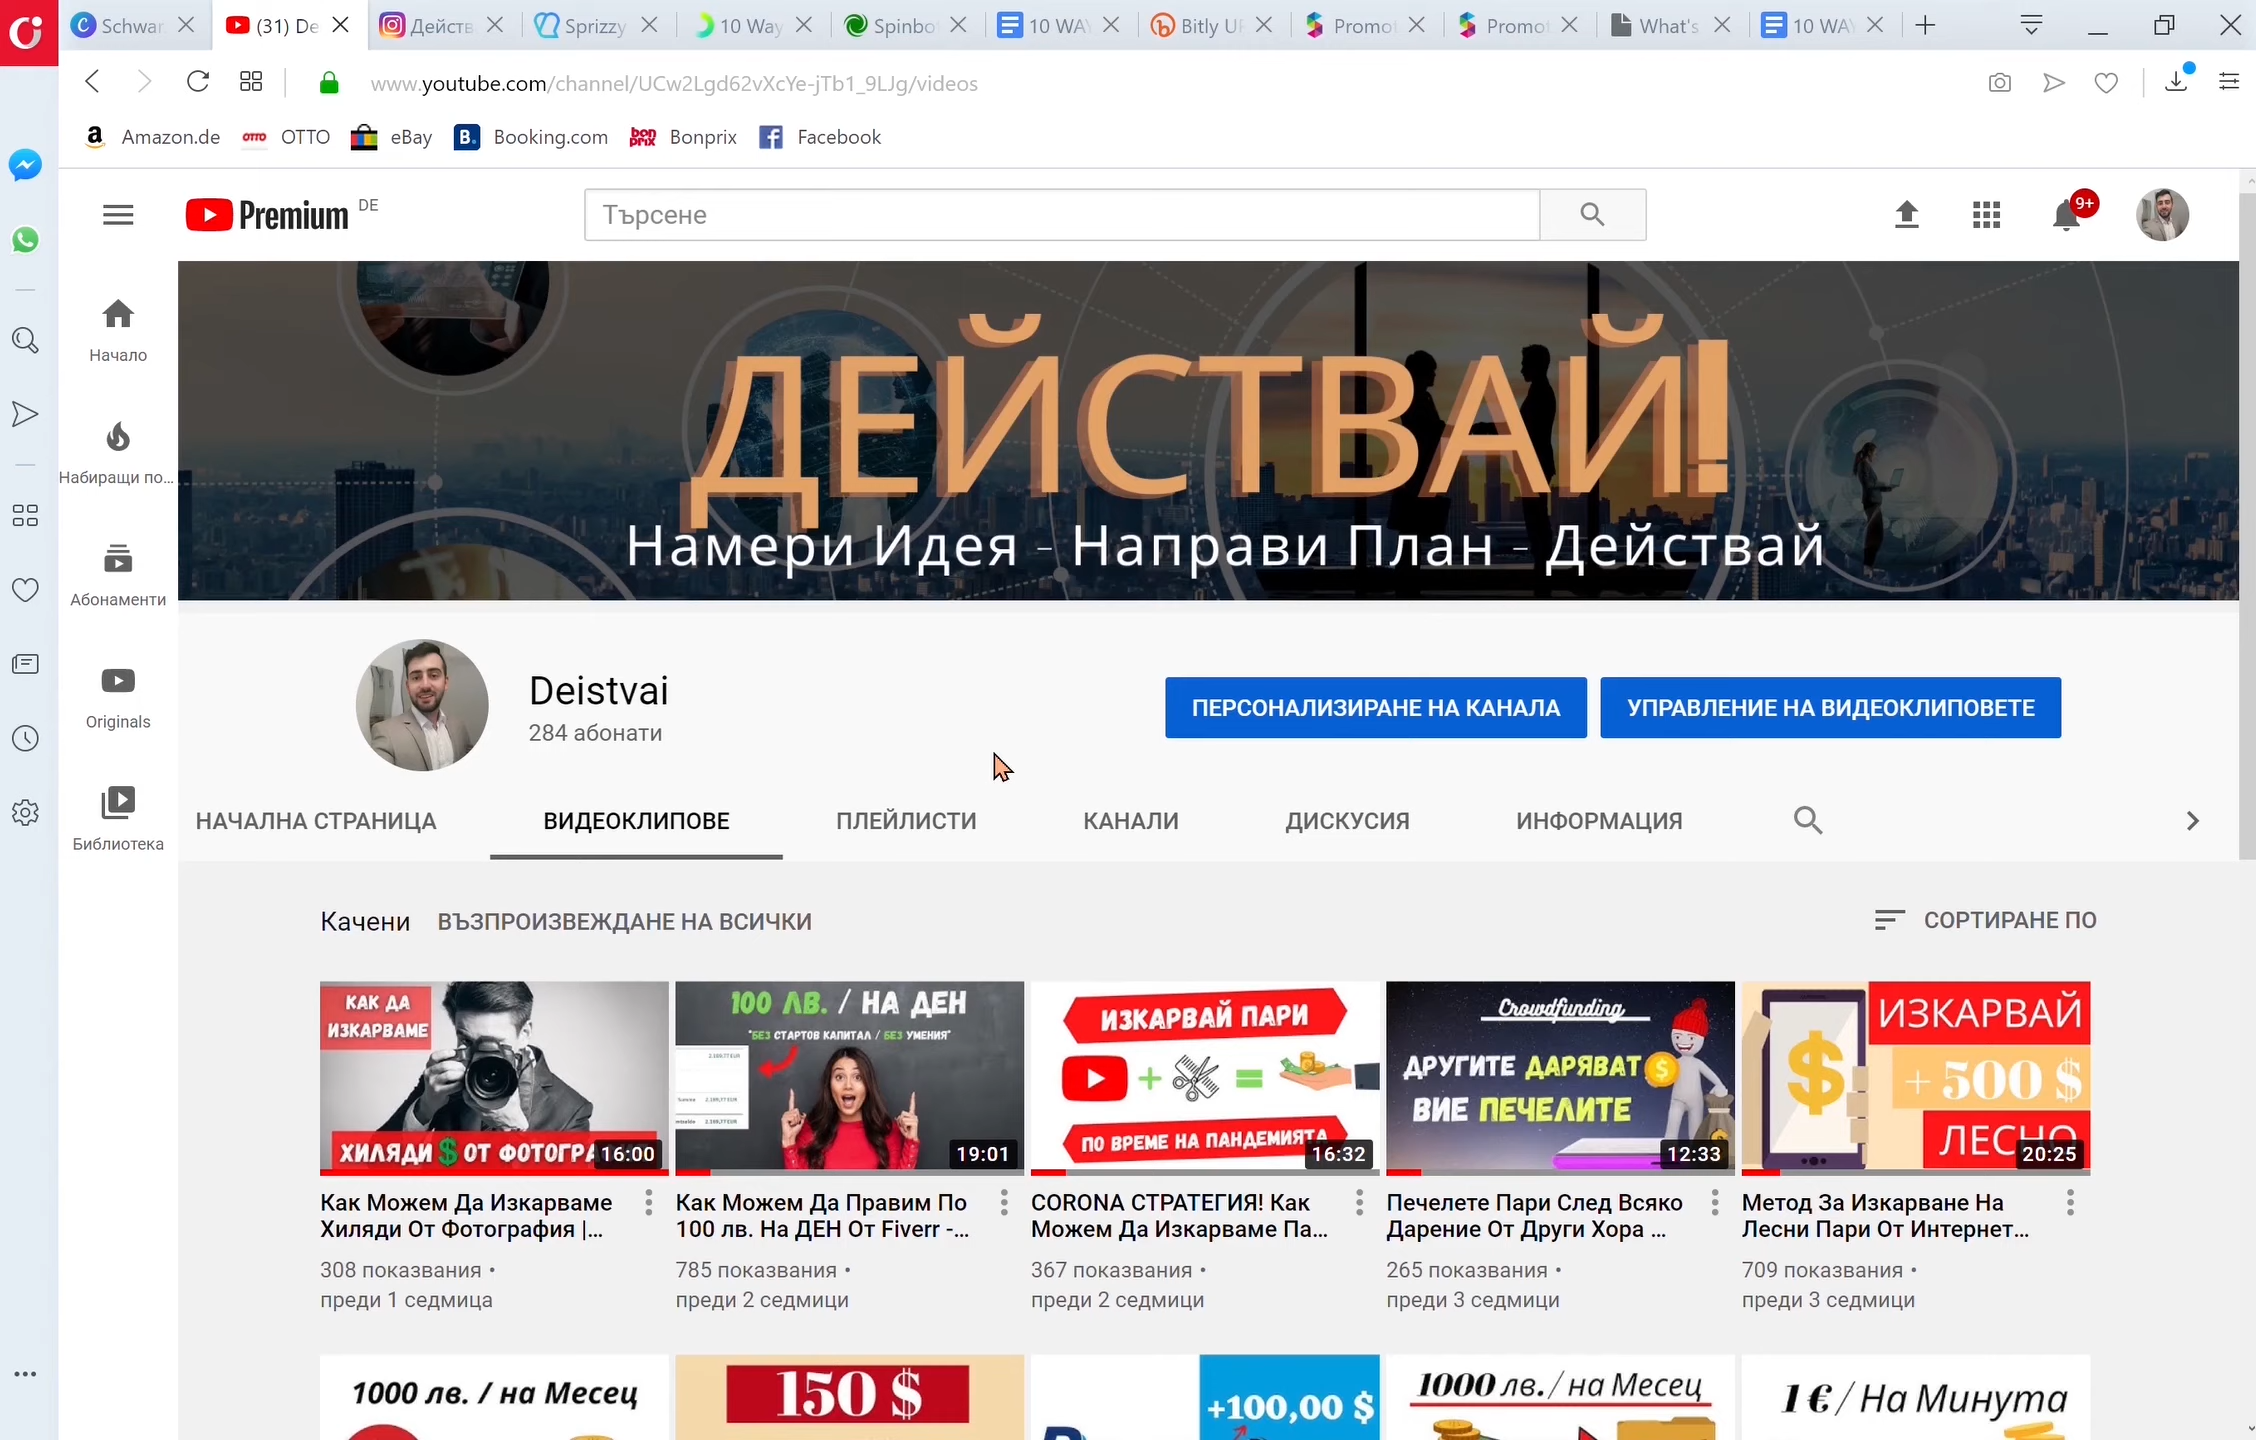 Schwar
(31) De
Действ
Sprizzy
10 Way
Spinbo
10 WA
Bitly U
Promo
Promo
What's
10 WA
www.youtube.com/channel/UCw2Lgd62vXcYe-jTb1_9LJg/videos
Amazon.de
OTTO
eBay
Booking.com
Bonprix
Facebook
Premium DE
Търсене
9+
Начало
Набиращи по...
Абонаменти
Originals
Библиотека
ДЕЙСТВАЙ!
Намери Идея - Направи План - Действай
Deistvai
284 абонати
ПЕРСОНАЛИЗИРАНЕ НА КАНАЛА
УПРАВЛЕНИЕ НА ВИДЕОКЛИПОВЕТЕ
НАЧАЛНА СТРАНИЦА
ВИДЕОКЛИПОВЕ
ПЛЕЙЛИСТИ
КАНАЛИ
ДИСКУСИЯ
ИНФОРМАЦИЯ
Качени
ВЪЗПРОИЗВЕЖДАНЕ НА ВСИЧКИ
СОРТИРАНЕ ПО
КАК ДА
ИЗКАРВАМЕ
ХИЛЯДИ $ ОТ ФОТОГРА
16:00
Как Можем Да Изкарваме
Хиляди От Фотография |...
308 показвания •
преди 1 седмица
100 ЛВ. / НА ДЕН
"БЕЗ СТАРТОВ КАПИТАЛ / БЕЗ УМЕНИЯ"
19:01
Как Можем Да Правим По
100 лв. На ДЕН От Fiverr -...
785 показвания •
преди 2 седмици
ИЗКАРВАЙ ПАРИ
ПО ВРЕМЕ НА ПАНДЕМИЯТА
16:32
CORONA СТРАТЕГИЯ! Как
Можем Да Изкарваме Па...
367 показвания •
преди 2 седмици
Crowdfunding
ДРУГИТЕ ДАРЯВАТ
ВИЕ ПЕЧЕЛИТЕ
12:33
Печелете Пари След Всяко
Дарение От Други Хора ...
265 показвания •
преди 3 седмици
ИЗКАРВАЙ
+ 500 $
ЛЕСНО
20:25
Метод За Изкарване На
Лесни Пари От Интернет...
709 показвания •
преди 3 седмици
1000 лв. / на Месец
150 $
+100,00 $
1000 лв. / на Месец
1 € / На Минута